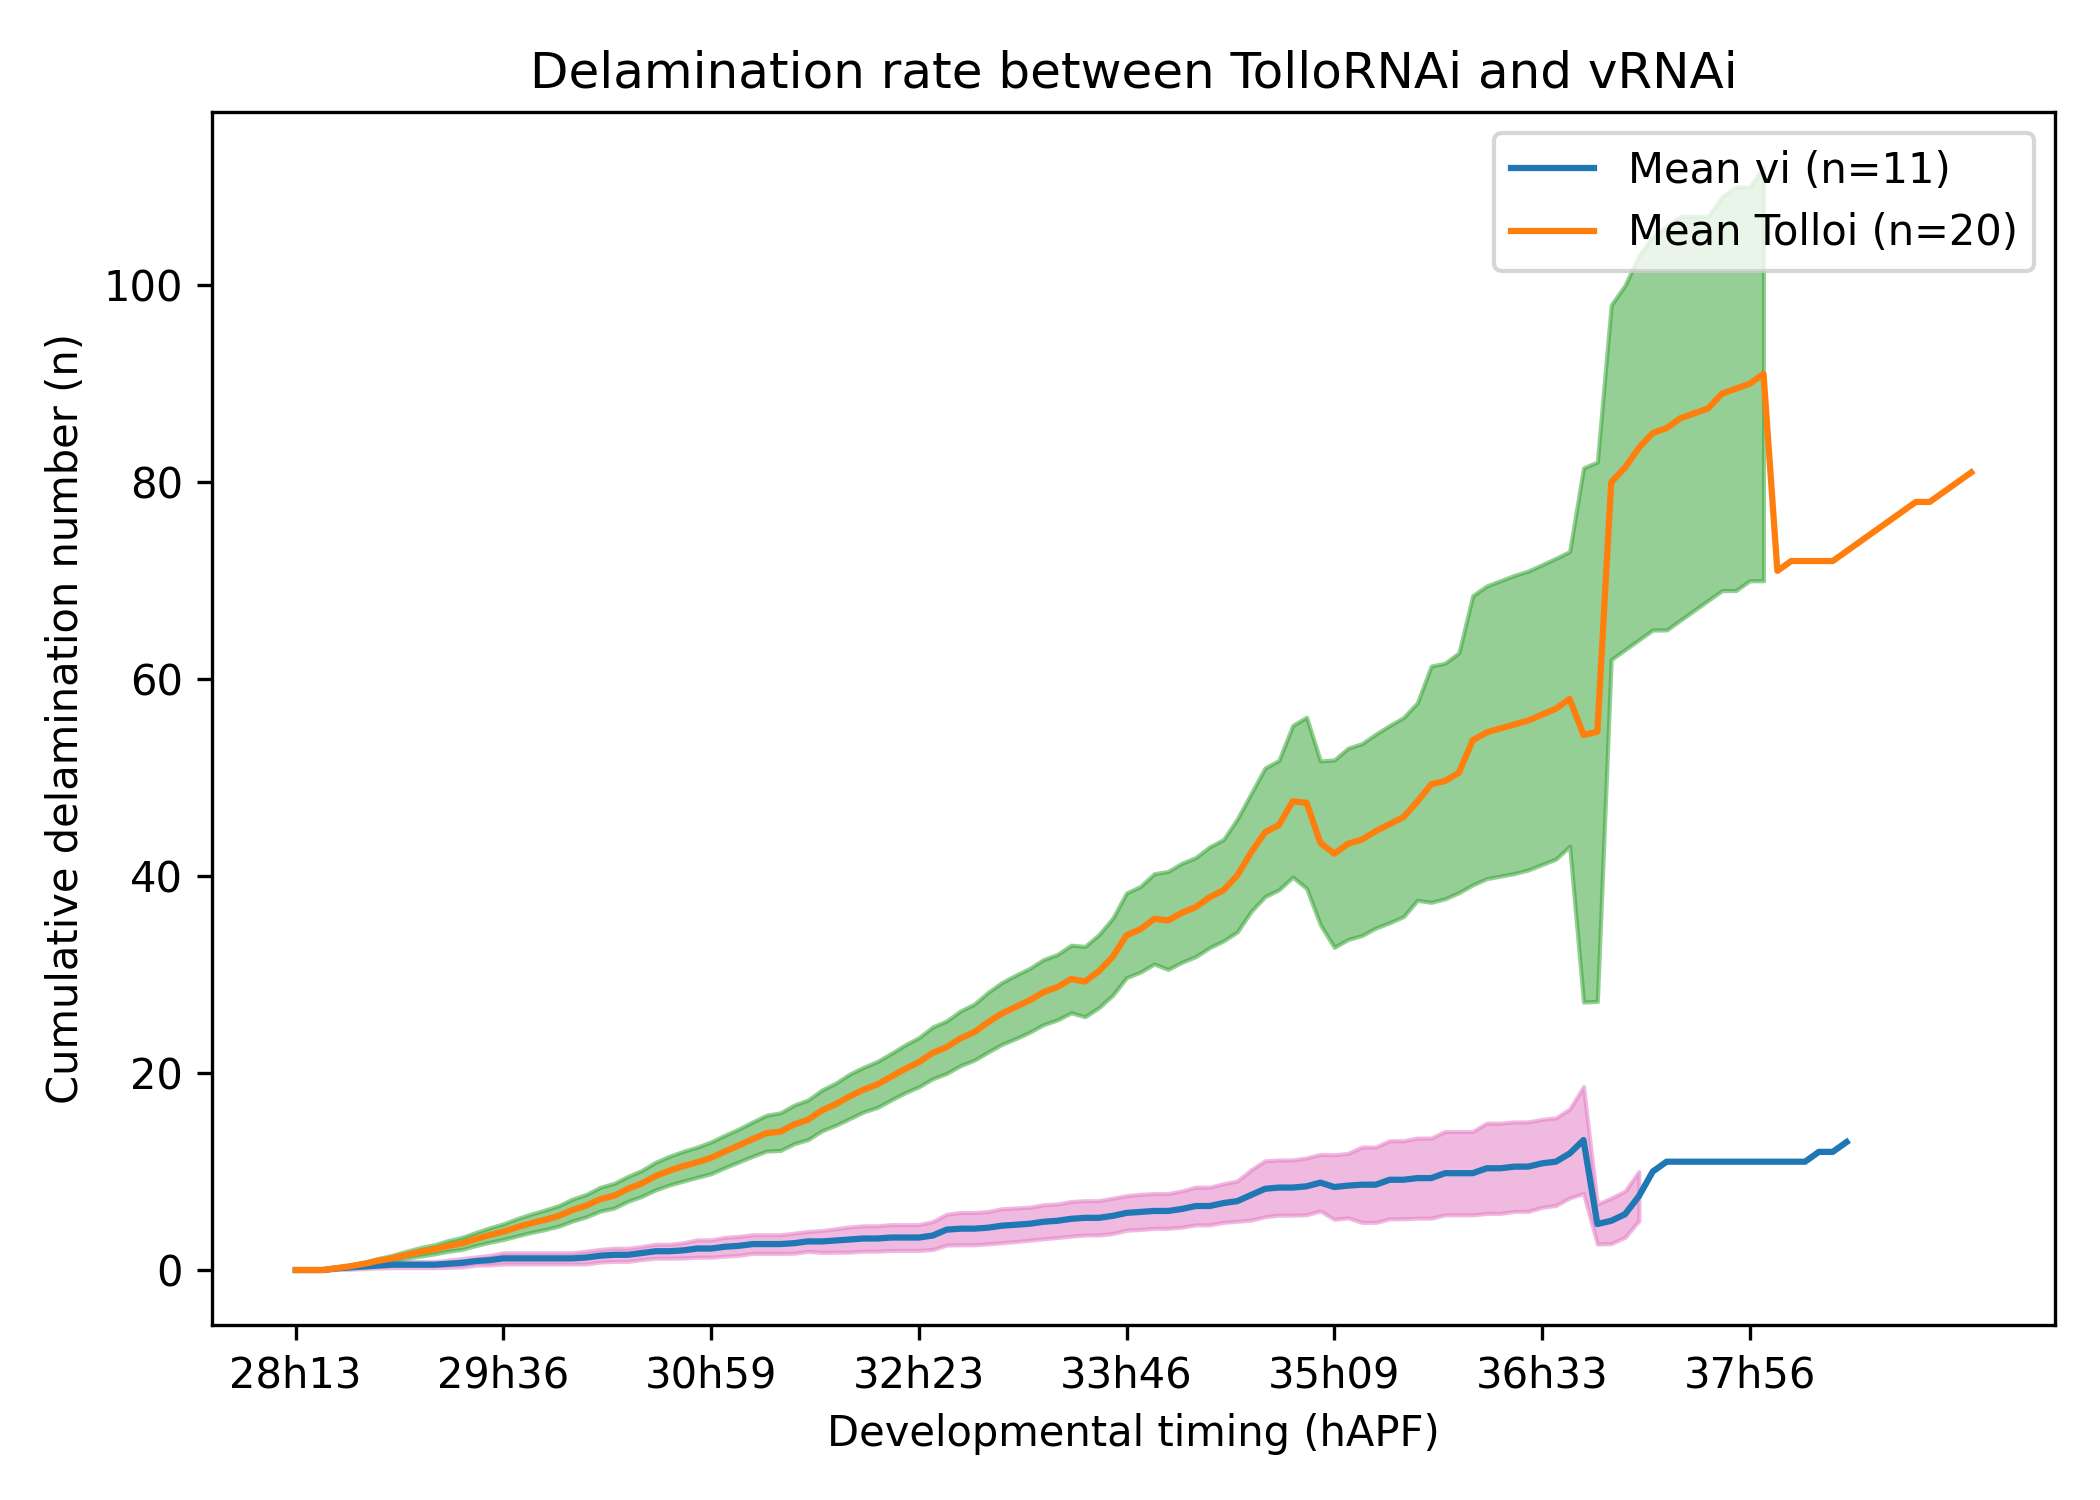 Delamination rate between TolloRNAi and vRNAi
Mean vi (n=11)
Mean Tolloi (n=20)
Cumulative delamination number (n)
100
80
60
40
20
0
28h13 29h36 30h59 32h23 33h46 35h09 36h33 37h56
Developmental timing (hAPF)